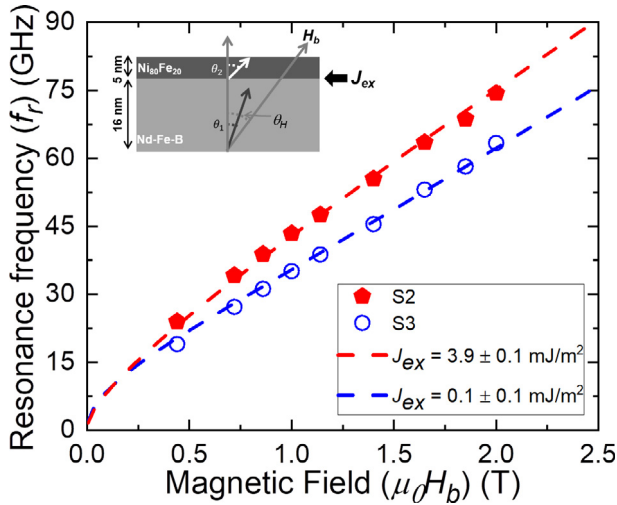 Resonance frequency (fr) (GHz)
90
75
60
45
30
15
0
0.0 0.5 1.0 1.5 2.0 2.5
Magnetic Field (μ0Hb) (T)
Hb
Ni80Fe20
θ2
5 nm
Jex
16 nm
θ1
θH
Nd-Fe-B
S2
S3
Jex = 3.9 ± 0.1 mJ/m²
Jex = 0.1 ± 0.1 mJ/m²